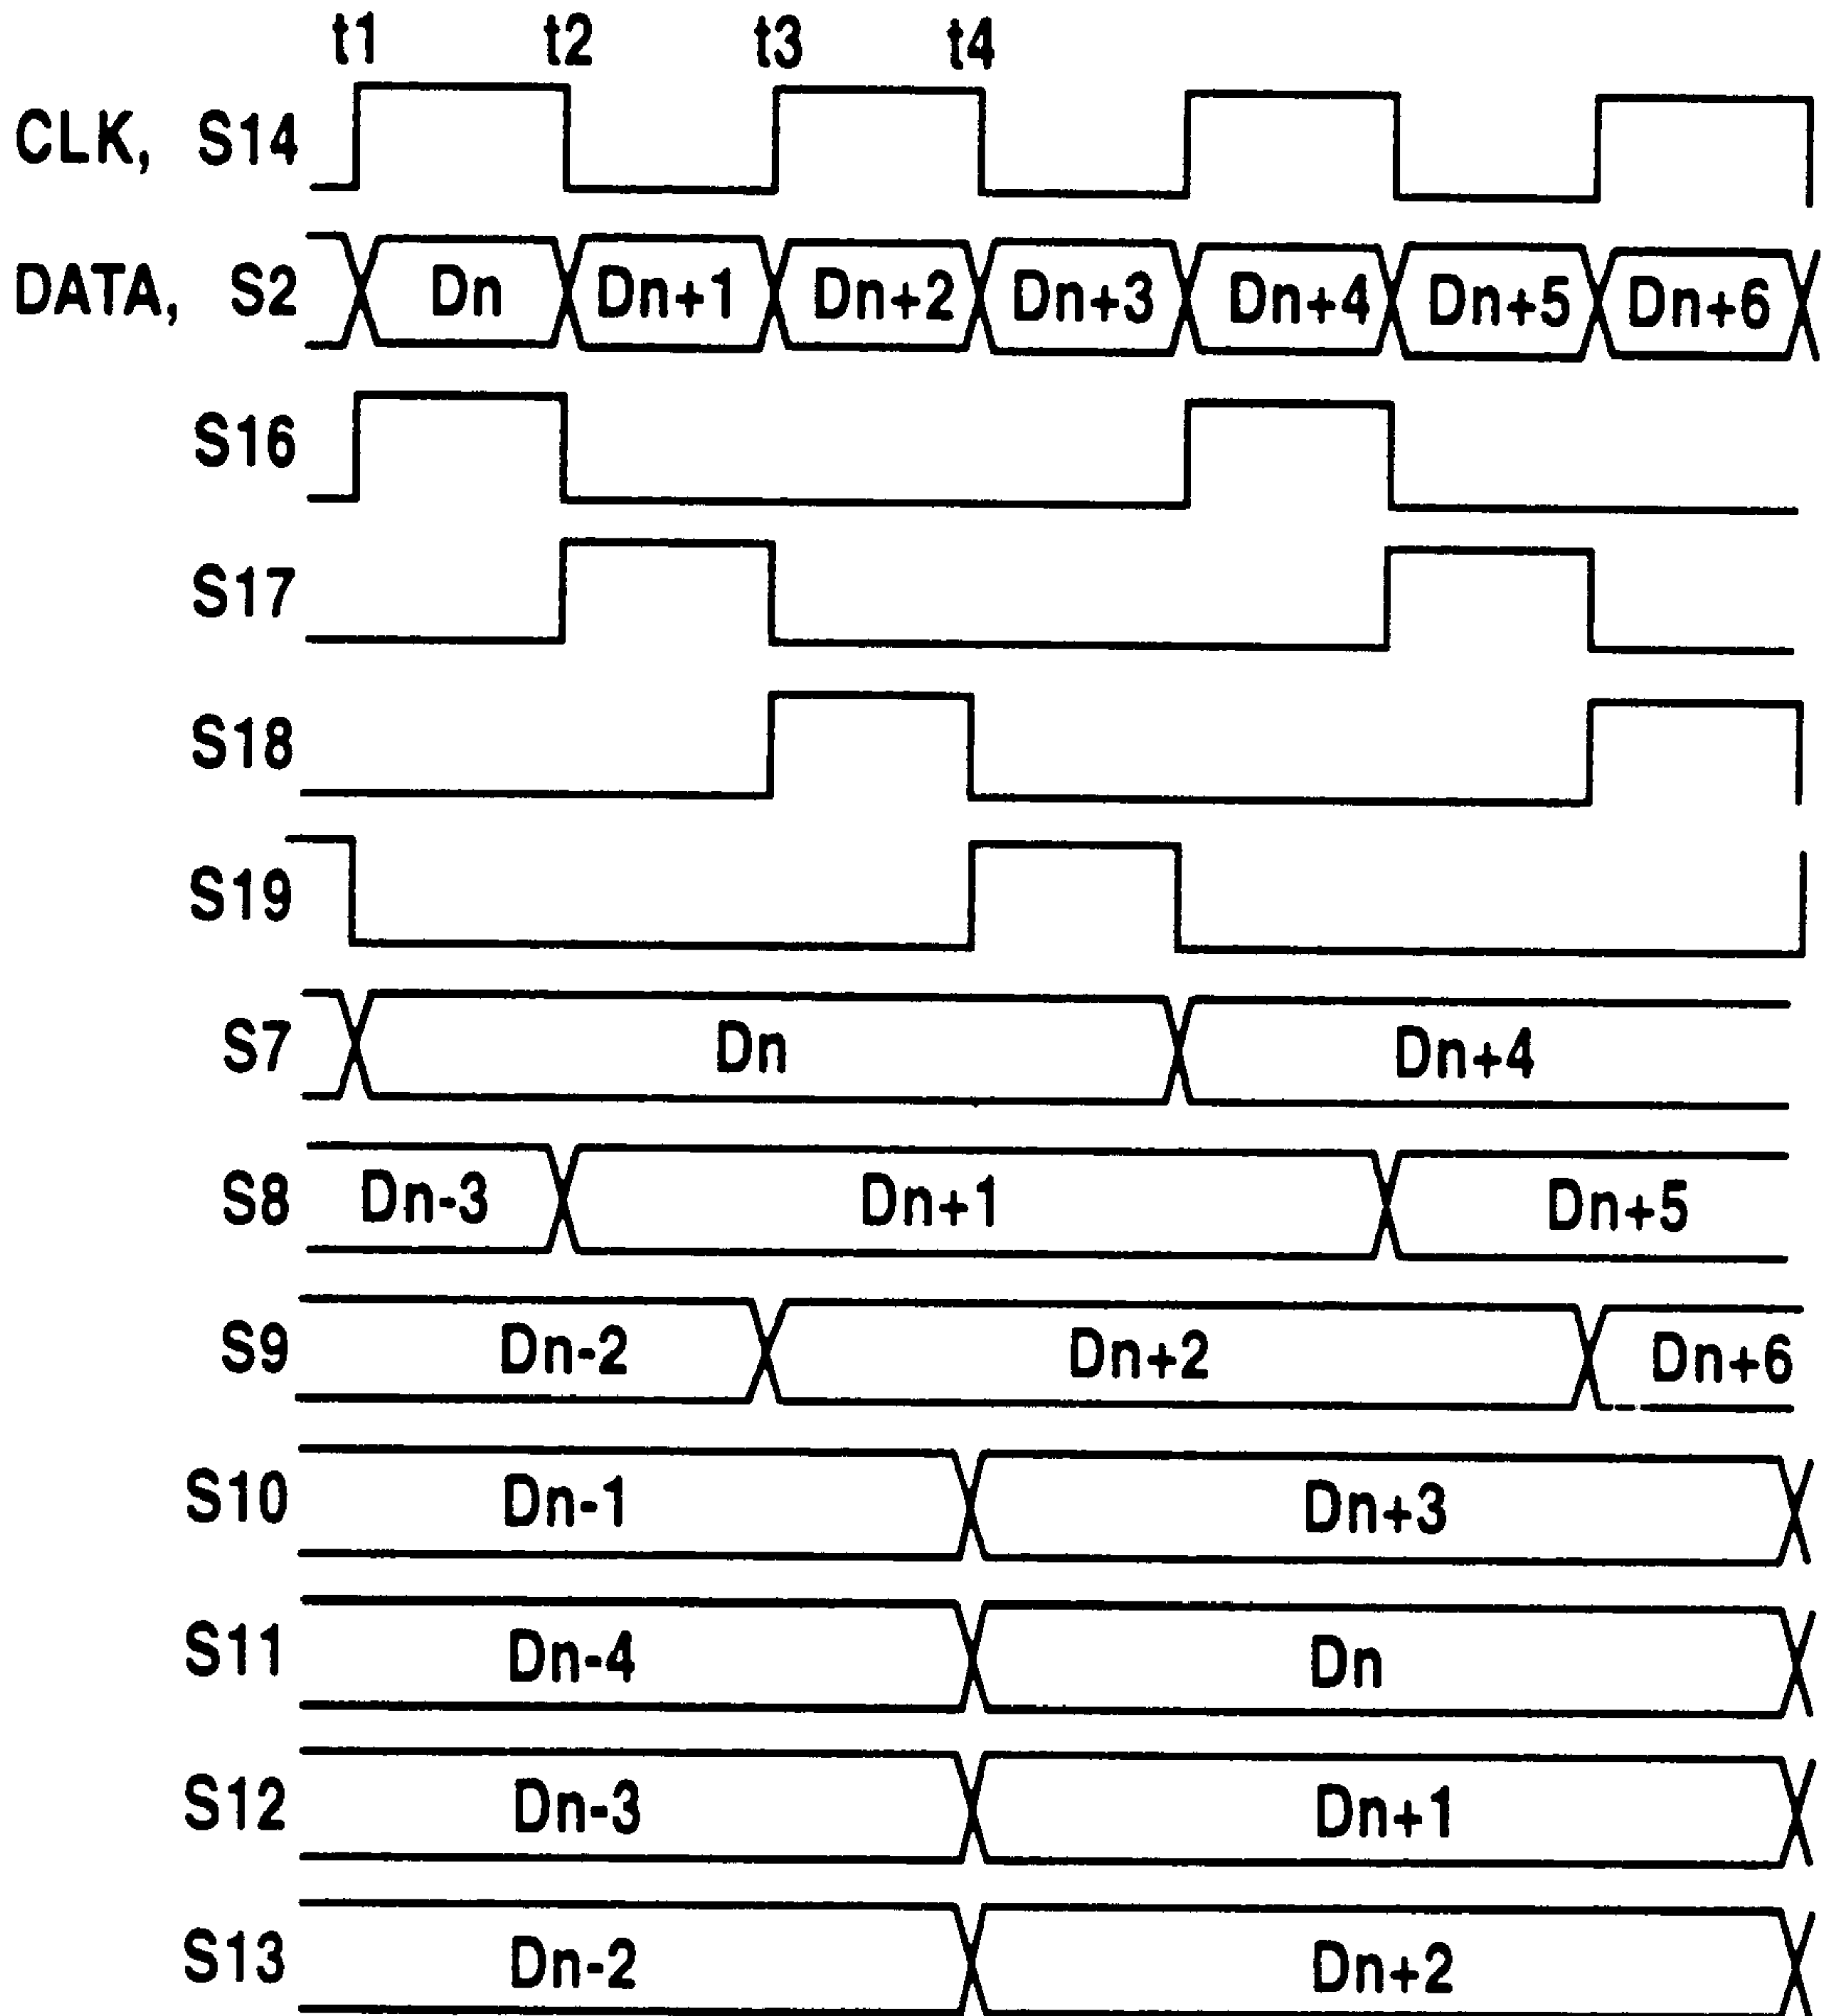 t1 t2 t3 t4
CLK, S14
DATA, S2 Dn Dn+1 Dn+2 Dn+3 Dn+4 Dn+5 Dn+6
S16
S17
S18
S19
S7 Dn Dn+4
S8 Dn-3 Dn+1 Dn+5
S9 Dn-2 Dn+2 Dn+6
S10 Dn-1 Dn+3
S11 Dn-4 Dn
S12 Dn-3 Dn+1
S13 Dn-2 Dn+2